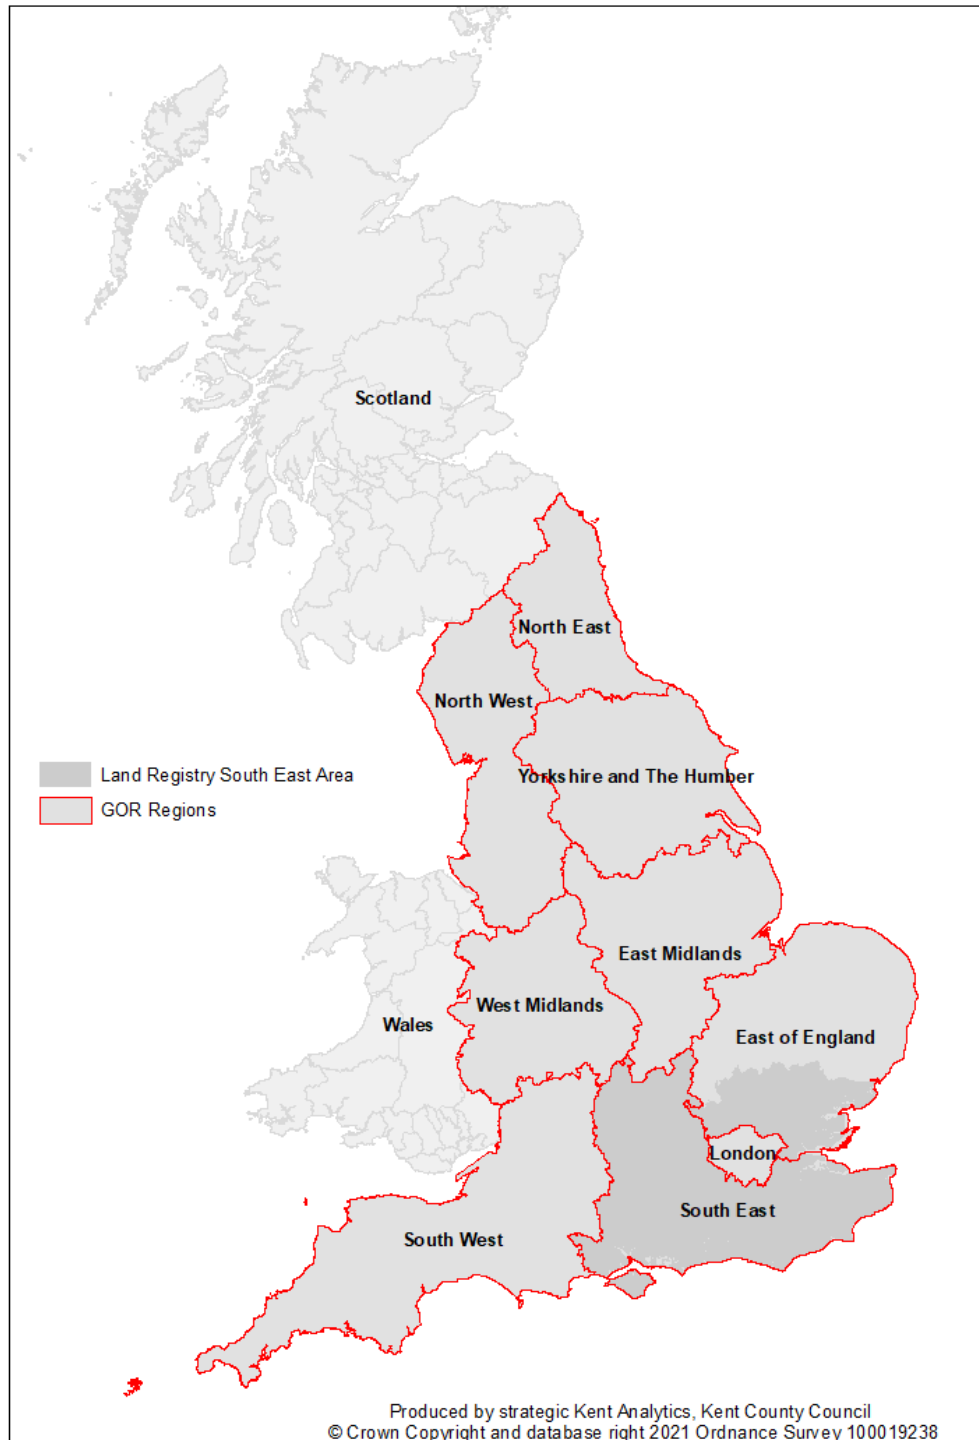 Scotland
North East
North West
Yorkshire and The Humber
Land Registry South East Area
GOR Regions
East Midlands
West Midlands
Wales
East of England
London
South East
South West
Produced by strategic Kent Analytics, Kent County Council
© Crown Copyright and database right 2021 Ordnance Survey 100019238